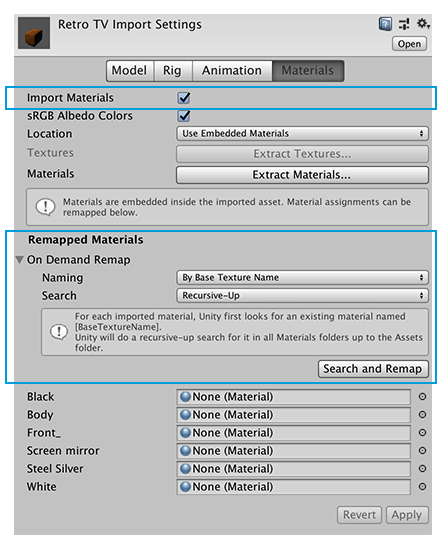 Retro TV Import Settings
Open
Model Rig Animation Materials
Import Materials
sRGB Albedo Colors
Location Use Embedded Materials
Textures Extract Textures...
Materials Extract Materials...
Materials are embedded inside the imported asset. Material assignments can be
remapped below.
Remapped Materials
On Demand Remap
Naming By Base Texture Name
Search Recursive-Up
For each imported material, Unity first looks for an existing material named
[BaseTextureName].
Unity will do a recursive-up search for it in all Materials folders up to the Assets
folder.
Search and Remap
Black None (Material)
Body None (Material)
Front_ None (Material)
Screen mirror None (Material)
Steel Silver None (Material)
White None (Material)
Revert Apply